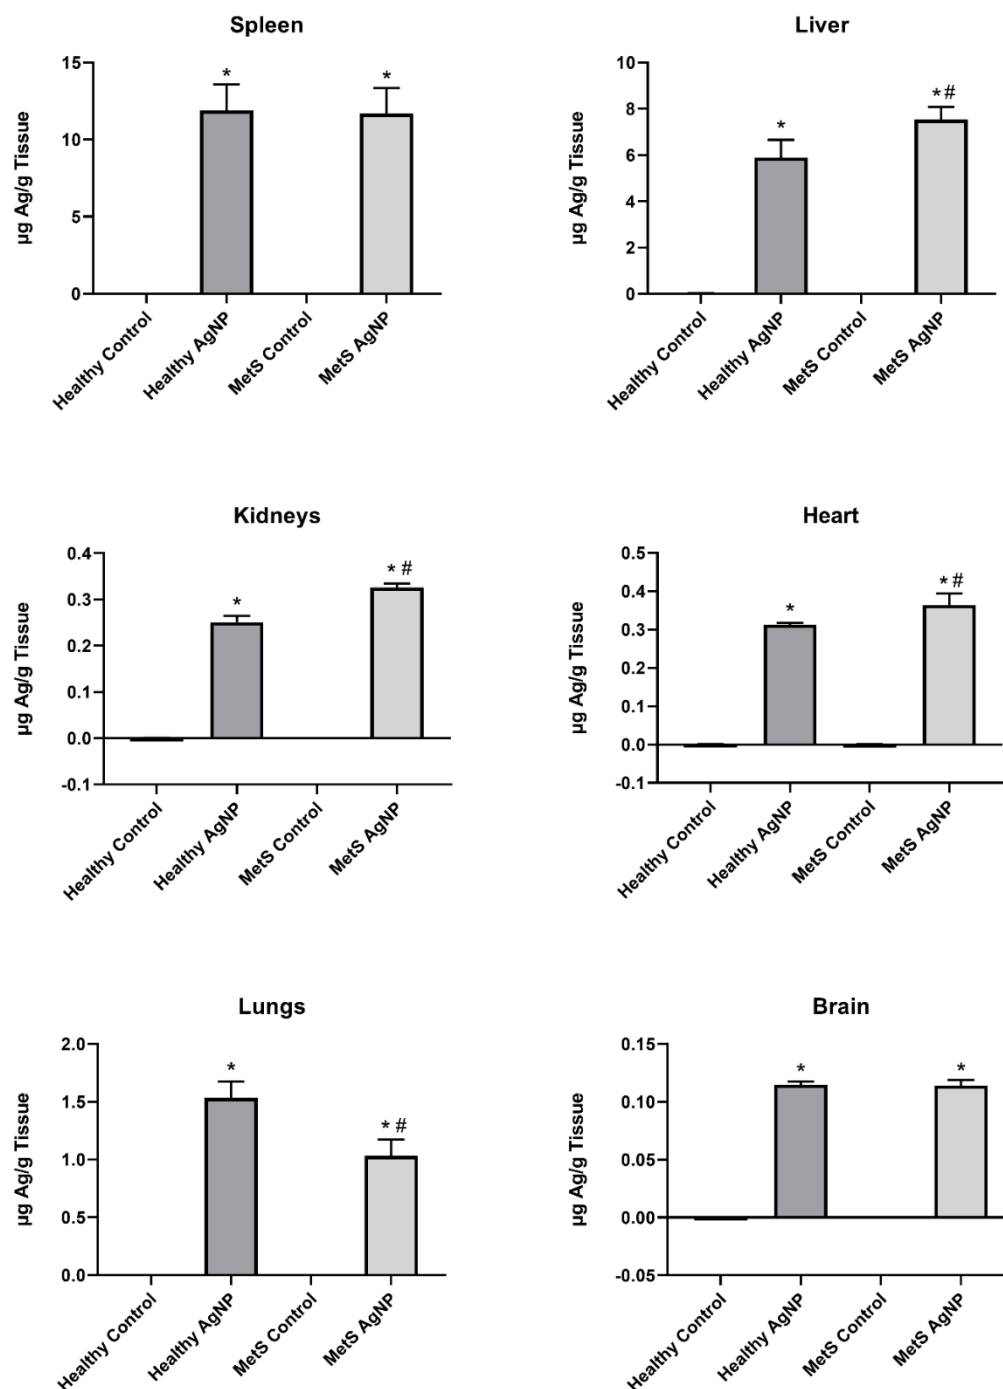 Spleen
µg Ag/g Tissue
15
*
*
10
5
0
Healthy Control
Healthy AgNP
MetS Control
MetS AgNP
Liver
µg Ag/g Tissue
10
*#
8
*
6
4
2
0
Healthy Control
Healthy AgNP
MetS Control
MetS AgNP
Kidneys
µg Ag/g Tissue
0.4
* #
0.3
*
0.2
0.1
0.0
-0.1
Healthy Control
Healthy AgNP
MetS Control
MetS AgNP
Heart
µg Ag/g Tissue
0.5
*#
0.4
*
0.3
0.2
0.1
0.0
-0.1
Healthy Control
Healthy AgNP
MetS Control
MetS AgNP
Lungs
µg Ag/g Tissue
2.0
*
1.5
* #
1.0
0.5
0.0
Healthy Control
Healthy AgNP
MetS Control
MetS AgNP
Brain
µg Ag/g Tissue
0.15
*
*
0.10
0.05
0.00
-0.05
Healthy Control
Healthy AgNP
MetS Control
MetS AgNP